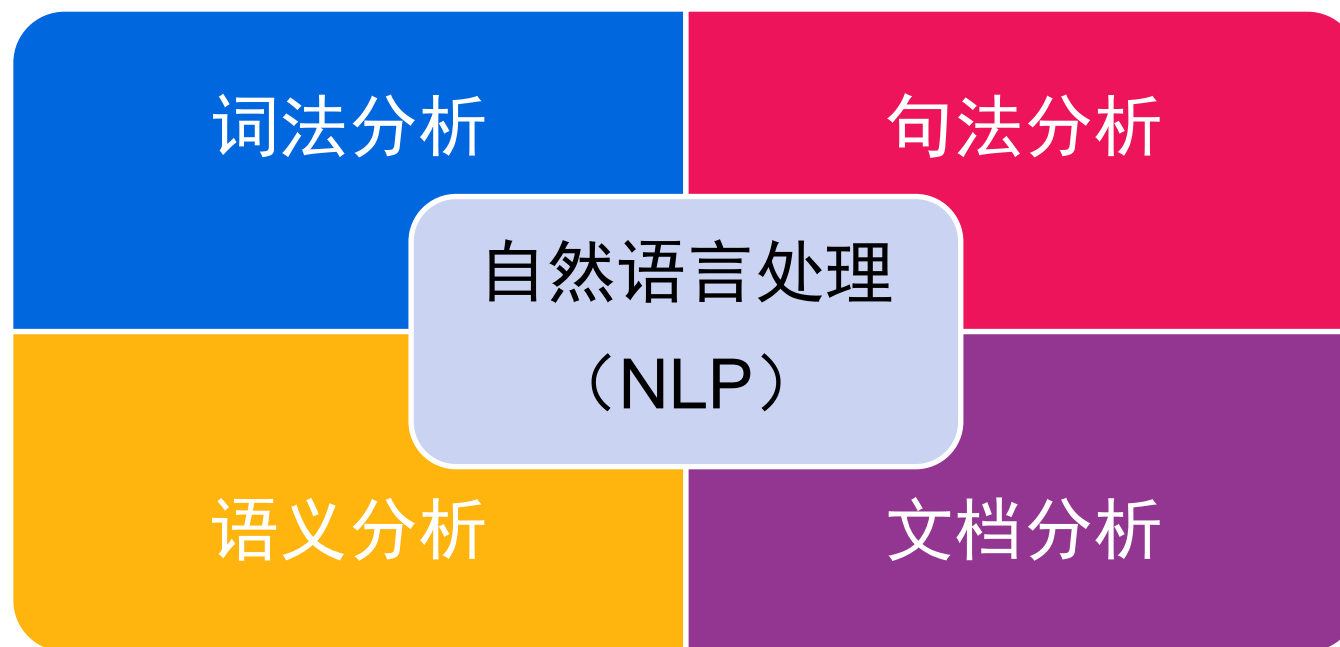 词法分析
句法分析
自然语言处理
（NLP）
语义分析
文档分析